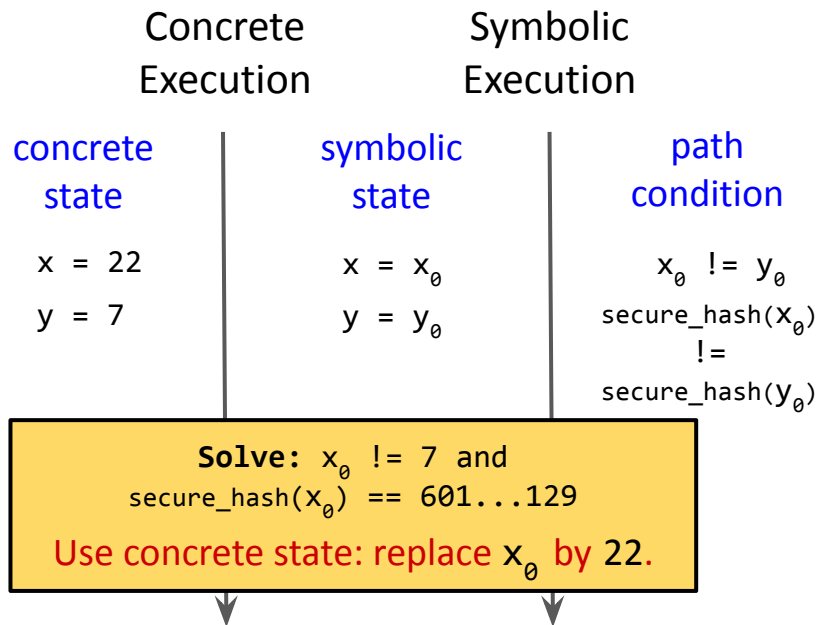 Concrete Execution
Symbolic Execution
concrete state
symbolic state
path condition
x = 22
y = 7
x = x₀
y = y₀
x₀ != y₀
secure_hash(x₀)
!=
secure_hash(y₀)
Solve: x₀ != 7 and
secure_hash(x₀) == 601...129
Use concrete state: replace x₀ by 22.